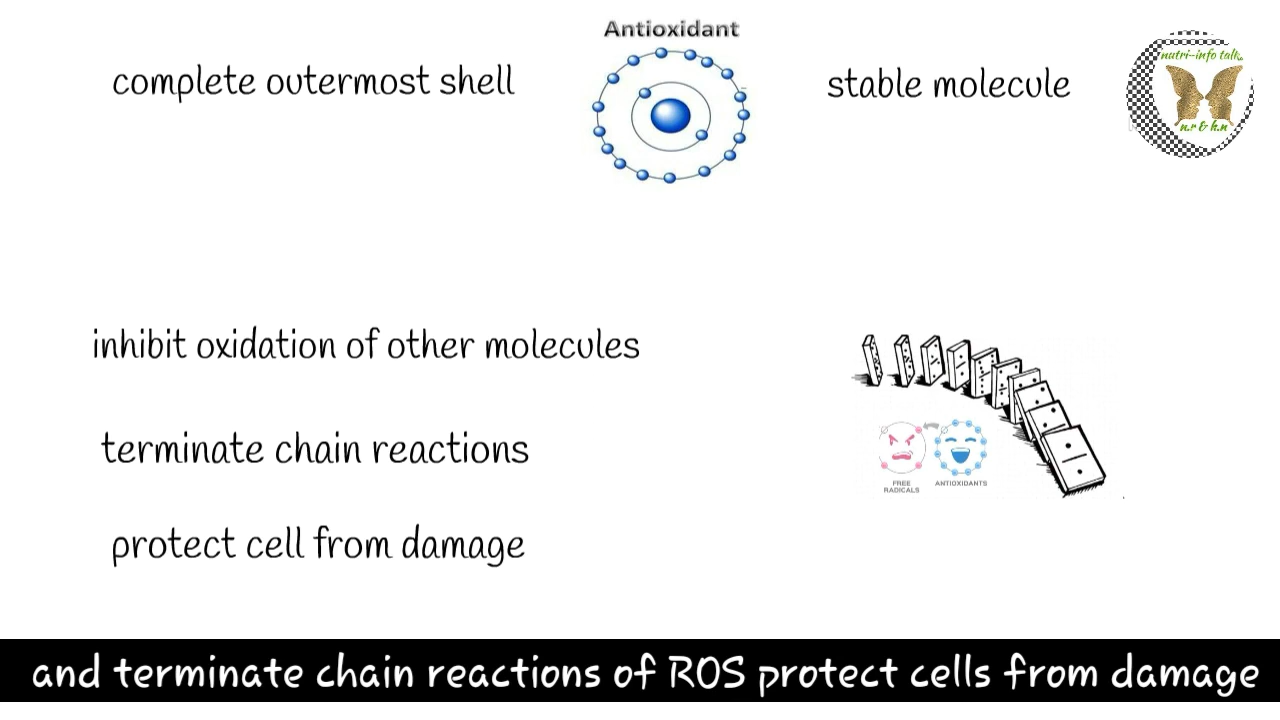 Antioxidant
complete outermost shell
stable molecule
nutri-info talk
n.r & h.n
inhibit oxidation of other molecules
terminate chain reactions
FREE
RADICALS
ANTIOXIDANTS
protect cell from damage
and terminate chain reactions of ROS protect cells from damage